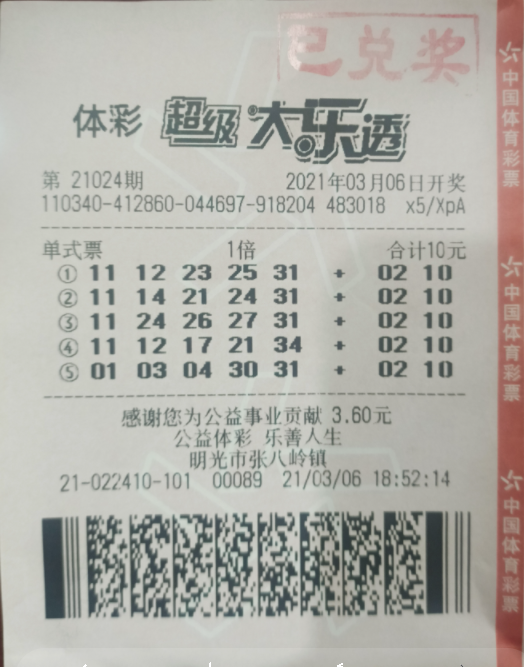 已兑奖
体彩 超级大乐透
第 21024期 2021年03月06日开奖
110340-412860-044697-918204 483018 x5/XpA
单式票 1倍 合计10元
① 11 12 23 25 31 + 02 10
② 11 14 21 24 31 + 02 10
③ 11 24 26 27 31 + 02 10
④ 11 12 17 21 34 + 02 10
⑤ 01 03 04 30 31 + 02 10
感谢您为公益事业贡献 3.60元
公益体彩 乐善人生
明光市张八岭镇
21-022410-101 00089 21/03/06 18:52:14
中国体育彩票
中国体育彩票
中国体育彩票